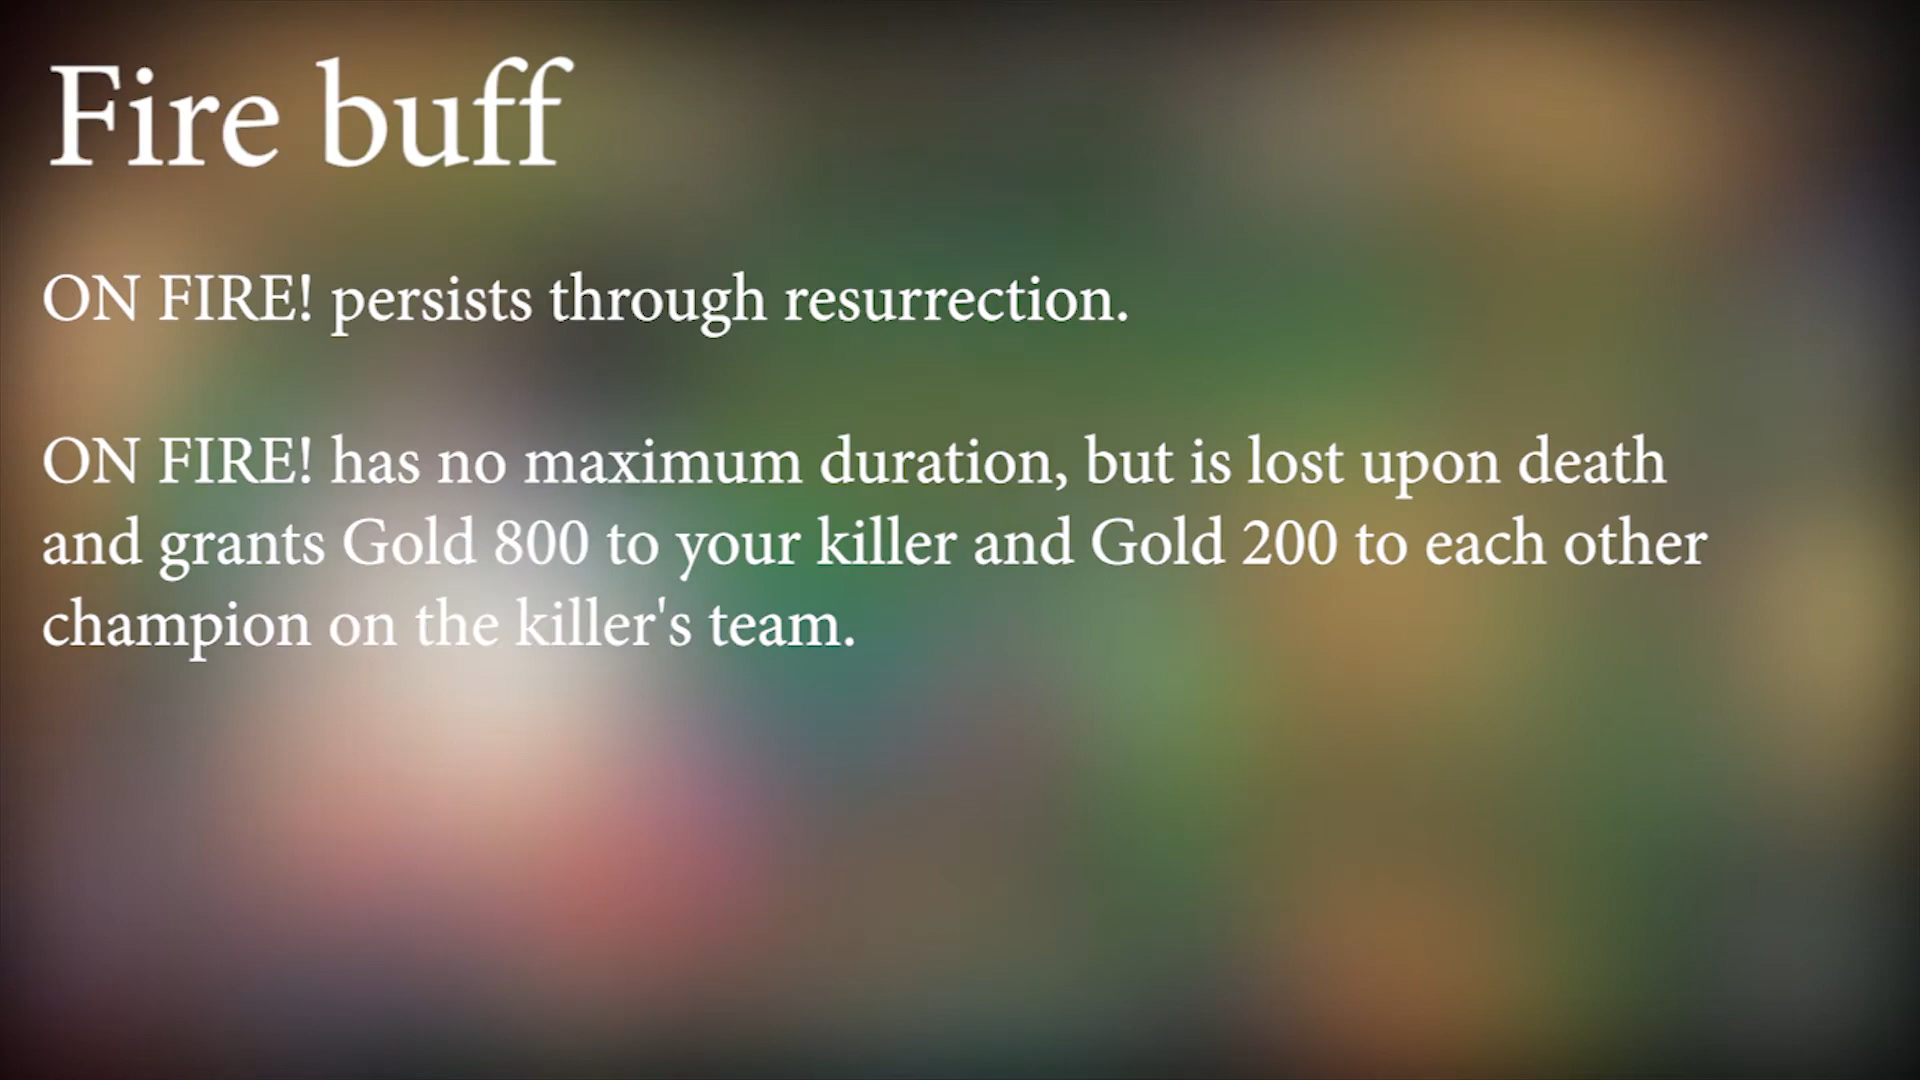 Fire buff
ON FIRE! persists through resurrection.
ON FIRE! has no maximum duration, but is lost upon death
and grants Gold 800 to your killer and Gold 200 to each other
champion on the killer's team.